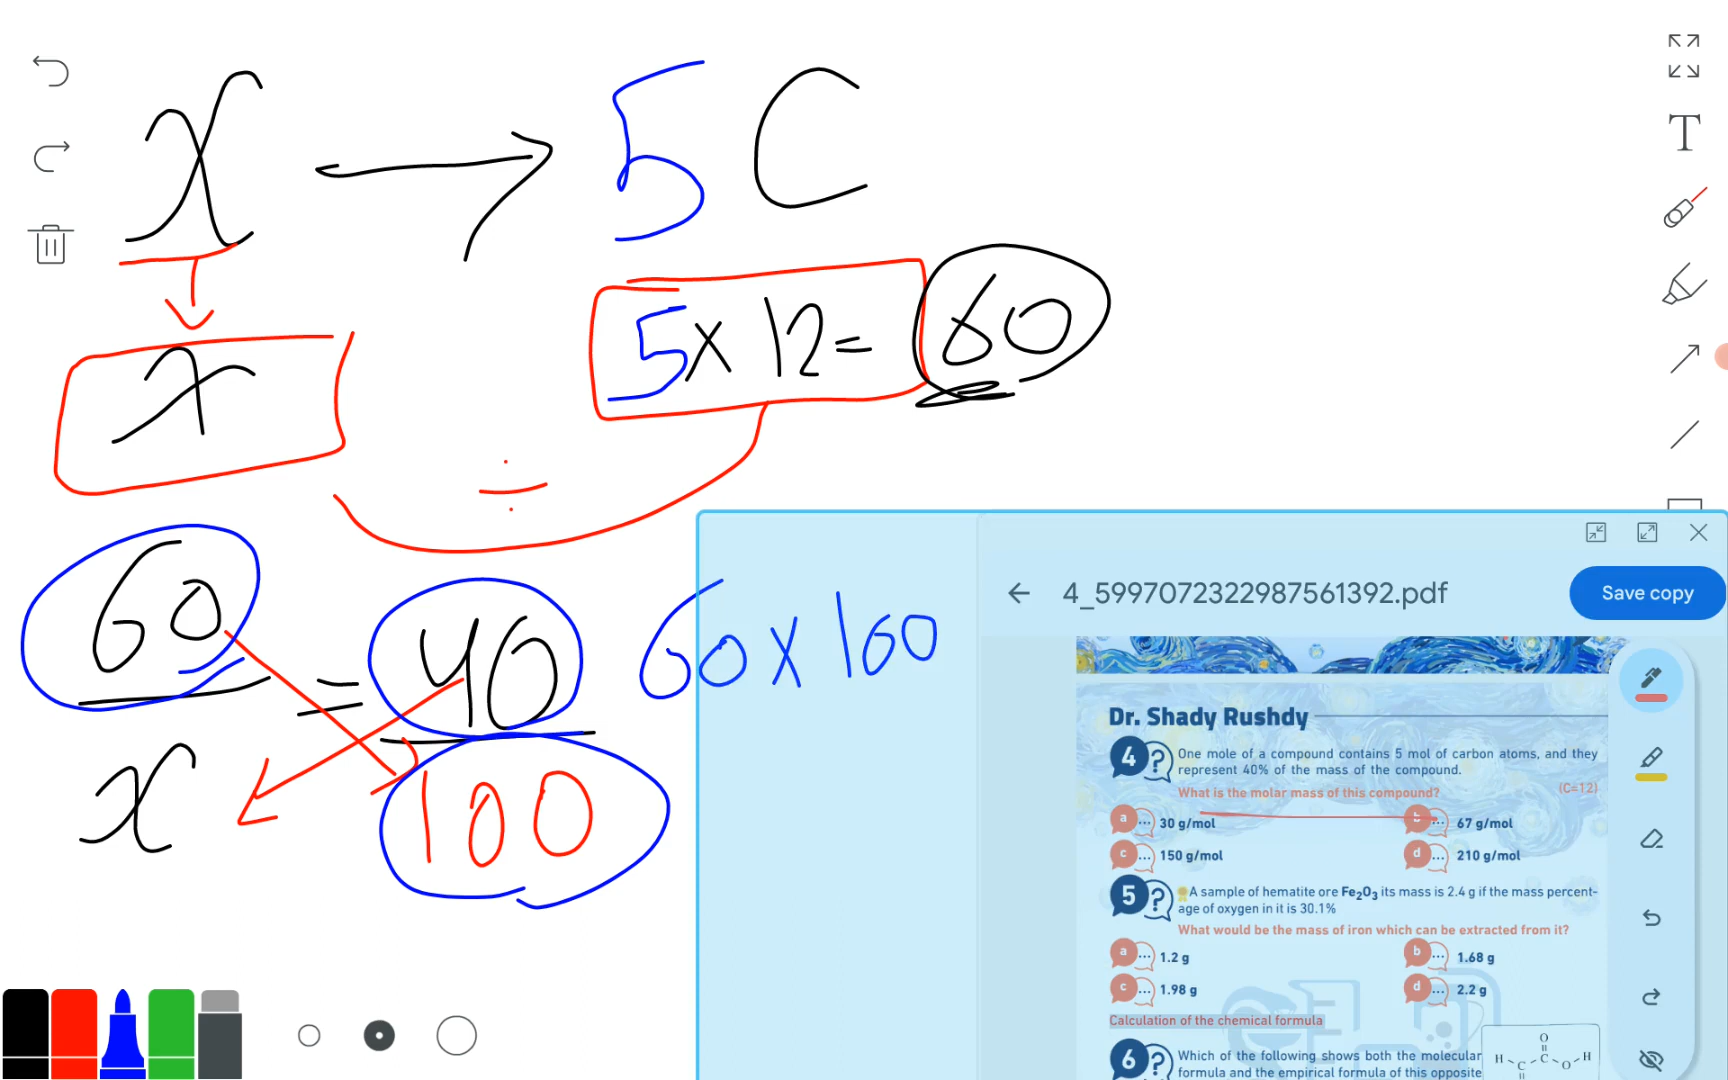 x → 5 C
5 x 12 = 60
x
÷
60 = 40
x 100
60 x 100
4_5997072322987561392.pdf
Save copy
T
Dr. Shady Rushdy
4 ? One mole of a compound contains 5 mol of carbon atoms, and they
represent 40% of the mass of the compound.
What is the molar mass of this compound? (C=12)
a ... 30 g/mol b ... 67 g/mol
c ... 150 g/mol d ... 210 g/mol
5 ? A sample of hematite ore Fe₂O₃ its mass is 2.4 g if the mass percent-
age of oxygen in it is 30.1%
What would be the mass of iron which can be extracted from it?
a ... 1.2 g b ... 1.68 g
c ... 1.98 g d ... 2.2 g
Calculation of the chemical formula
6 ? Which of the following shows both the molecular
formula and the empirical formula of this opposite
O
H C C O H